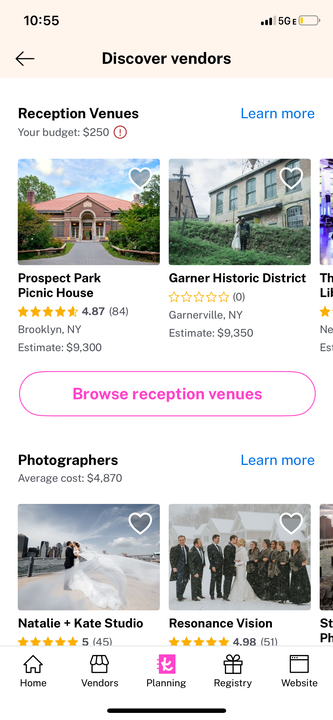 10:55
5G E
Discover vendors
Reception Venues
Learn more
Your budget: $250
Prospect Park
Picnic House
4.87 (84)
Brooklyn, NY
Estimate: $9,300
Garner Historic District
(0)
Garnerville, NY
Estimate: $9,350
Th
Lib
Ne
Est
Browse reception venues
Photographers
Learn more
Average cost: $4,870
Natalie + Kate Studio
5 (45)
Resonance Vision
4.98 (51)
St
Ph
Home
Vendors
Planning
Registry
Website